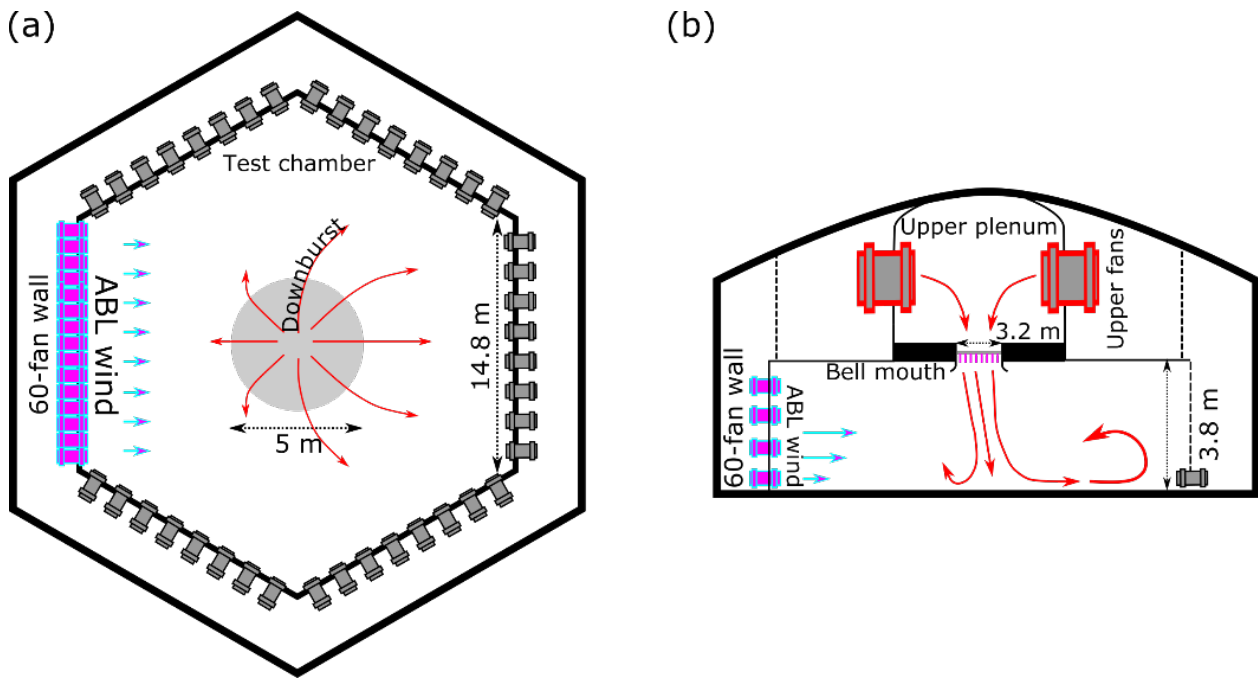 (a)
Test chamber
60-fan wall
ABL wind
Downburst
14.8 m
5 m
(b)
Upper plenum
Upper fans
3.2 m
Bell mouth
60-fan wall
ABL wind
3.8 m